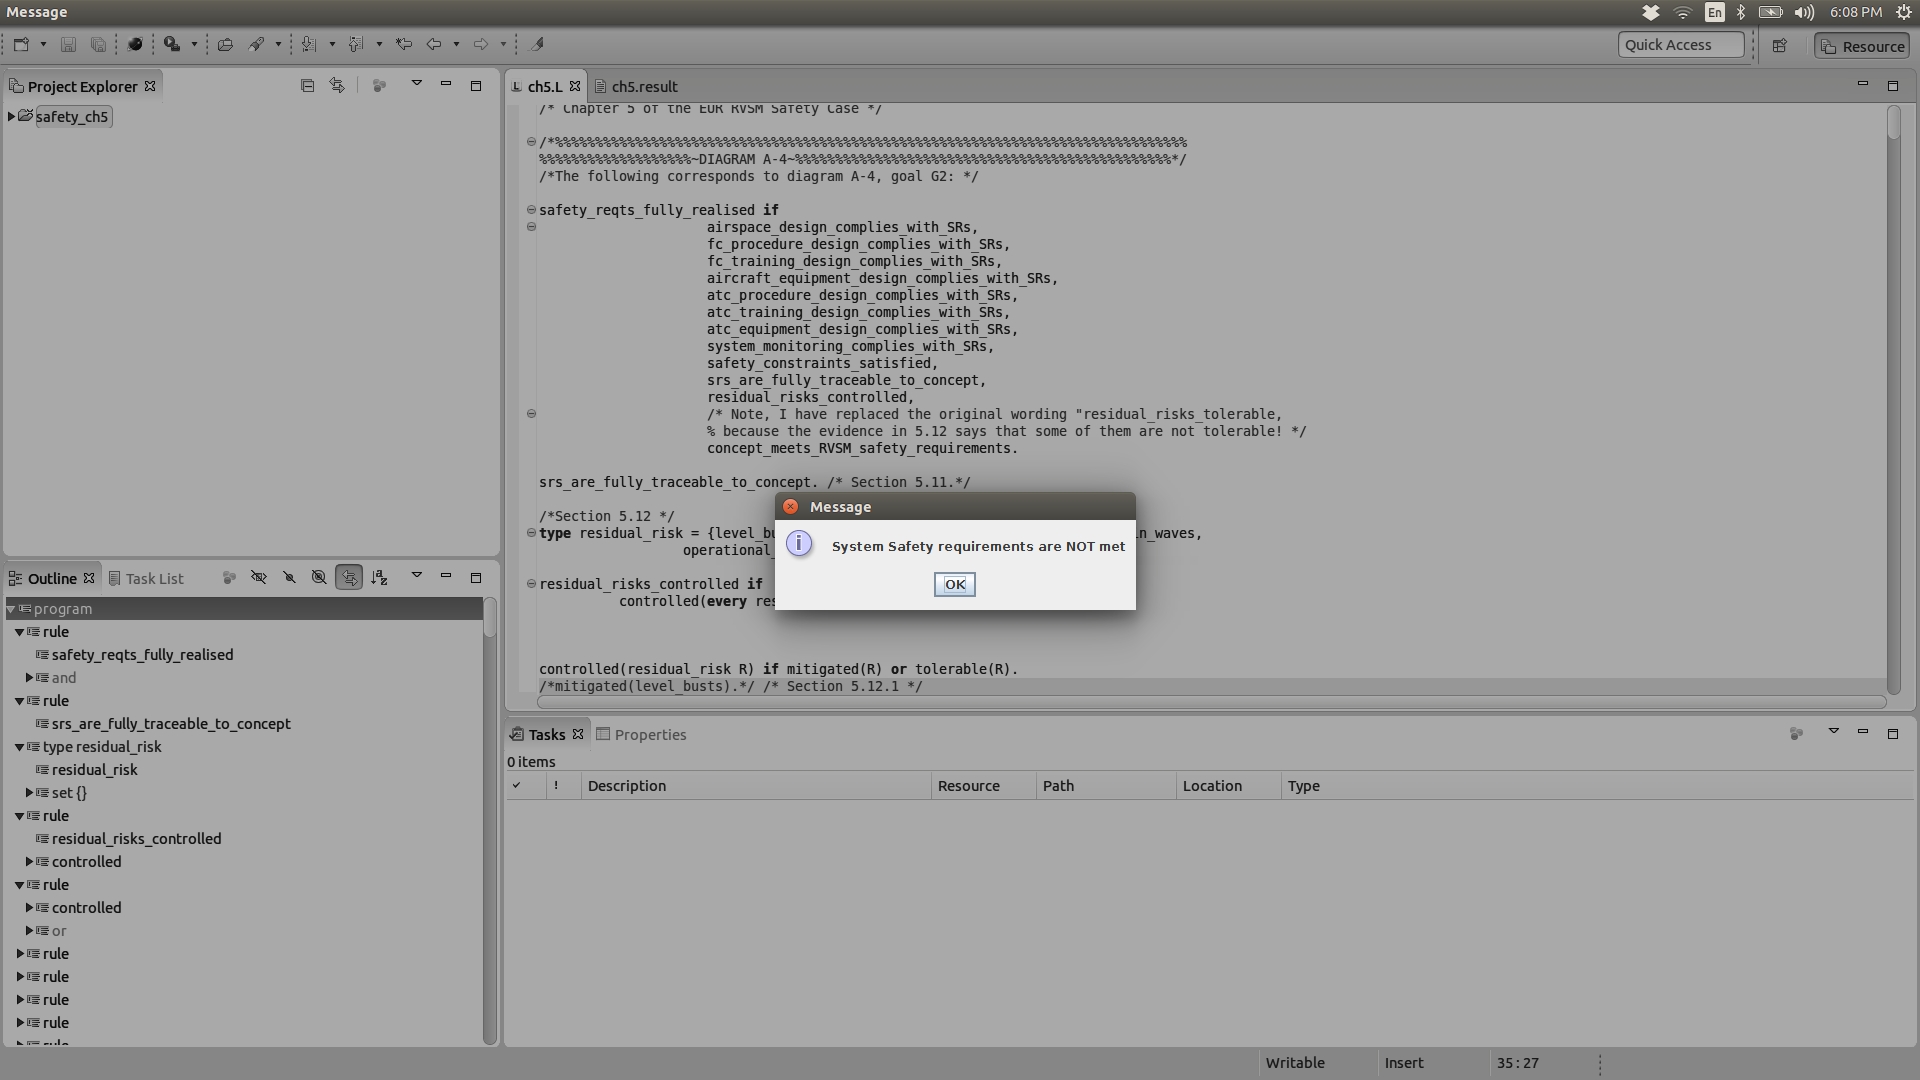 Message
En
6:08 PM
Quick Access
Resource
Project Explorer
safety_ch5
ch5.L
ch5.result
/* Chapter 5 of the EUR RVSM Safety Case */
/*%%%%%%%%%%%%%%%%%%%%%%%%%%%%%%%%%%%%%%%%%%%%%%%%%%%%%%%%%%%%%%%%%%%%%%%%%%%%%%%
%%%%%%%%%%%%%%%%%%%~DIAGRAM A-4~%%%%%%%%%%%%%%%%%%%%%%%%%%%%%%%%%%%%%%%%%%%%%%%*/
/*The following corresponds to diagram A-4, goal G2: */
safety_reqts_fully_realised if
airspace_design_complies_with_SRs,
fc_procedure_design_complies_with_SRs,
fc_training_design_complies_with_SRs,
aircraft_equipment_design_complies_with_SRs,
atc_procedure_design_complies_with_SRs,
atc_training_design_complies_with_SRs,
atc_equipment_design_complies_with_SRs,
system_monitoring_complies_with_SRs,
safety_constraints_satisfied,
srs_are_fully_traceable_to_concept,
residual_risks_controlled,
/* Note, I have replaced the original wording "residual_risks_tolerable,
% because the evidence in 5.12 says that some of them are not tolerable! */
concept_meets_RVSM_safety_requirements.
srs_are_fully_traceable_to_concept. /* Section 5.11.*/
/*Section 5.12 */
type residual_risk = {level_bu n_waves,
operational_
residual_risks_controlled if
controlled(every res
controlled(residual_risk R) if mitigated(R) or tolerable(R).
/*mitigated(level_busts).*/ /* Section 5.12.1 */
Message
System Safety requirements are NOT met
OK
Outline
Task List
program
rule
safety_reqts_fully_realised
and
rule
srs_are_fully_traceable_to_concept
type residual_risk
residual_risk
set {}
rule
residual_risks_controlled
controlled
rule
controlled
or
rule
rule
rule
rule
rule
Tasks
Properties
0 items
! Description Resource Path Location Type
Writable Insert 35 : 27